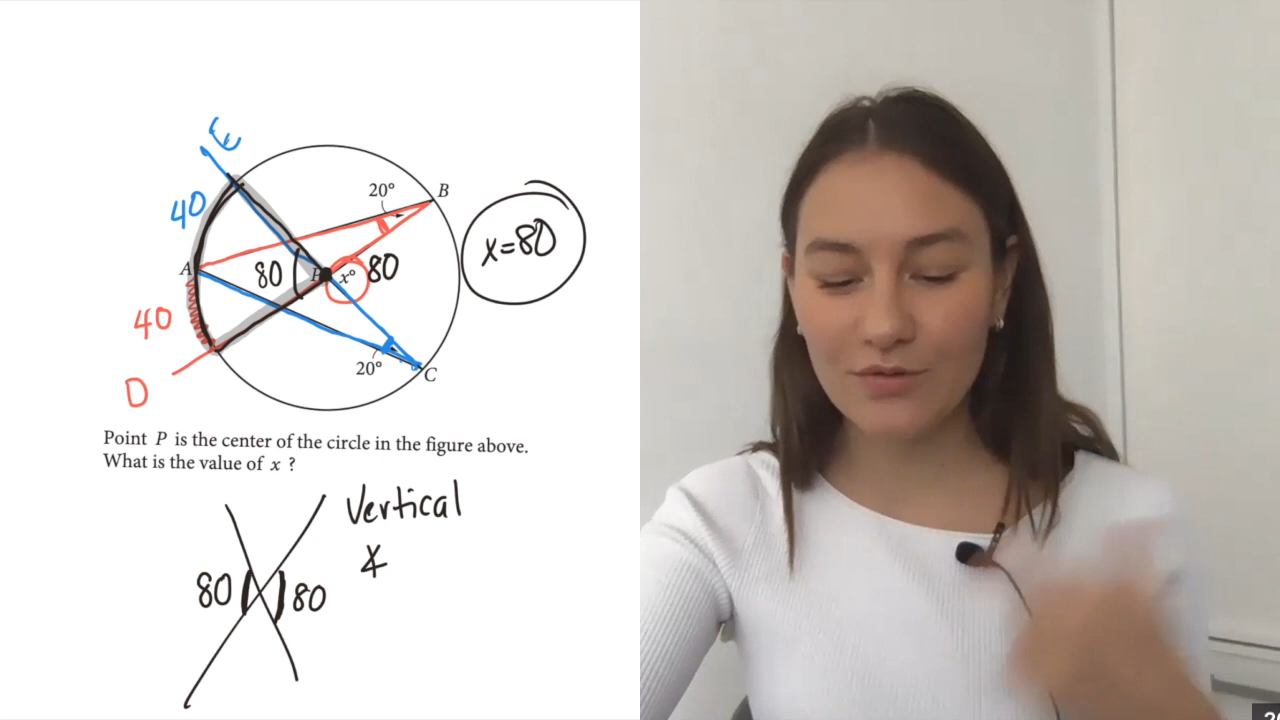 E
40
20°
B
x=80
A
80
P
x°
80
40
20°
C
D
Point P is the center of the circle in the figure above.
What is the value of x ?
Vertical
80
80